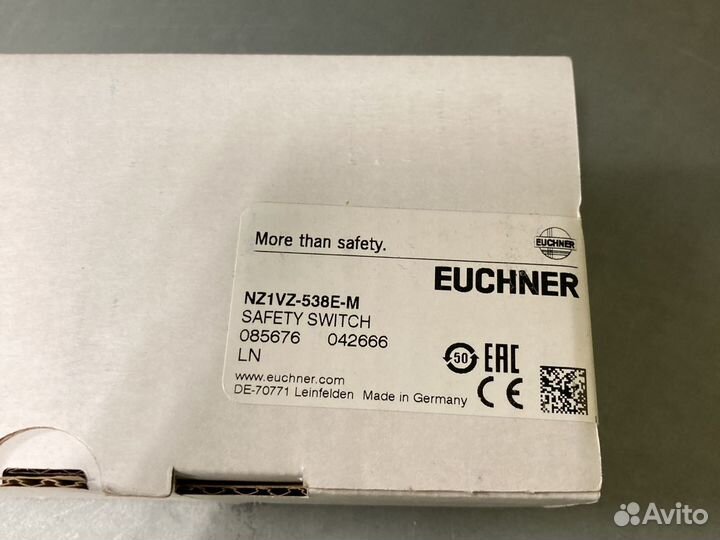 More than safety.
EUCHNER
EUCHNER
NZ1VZ-538E-M
SAFETY SWITCH
085676 042666
LN
50 EAC
CE
www.euchner.com
DE-70771 Leinfelden Made in Germany
Avito